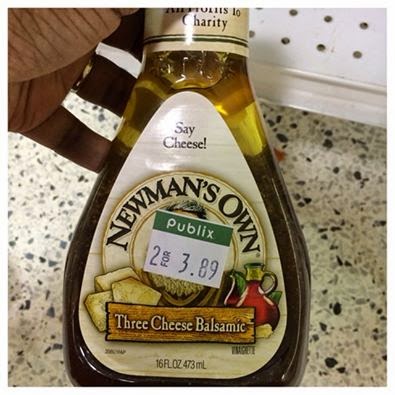 All Profits To
Charity
Say
Cheese!
NEWMAN'S OWN
Publix
2 FOR 3.89
Three Cheese Balsamic
VINAIGRETTE
16 FL. OZ. 473 mL